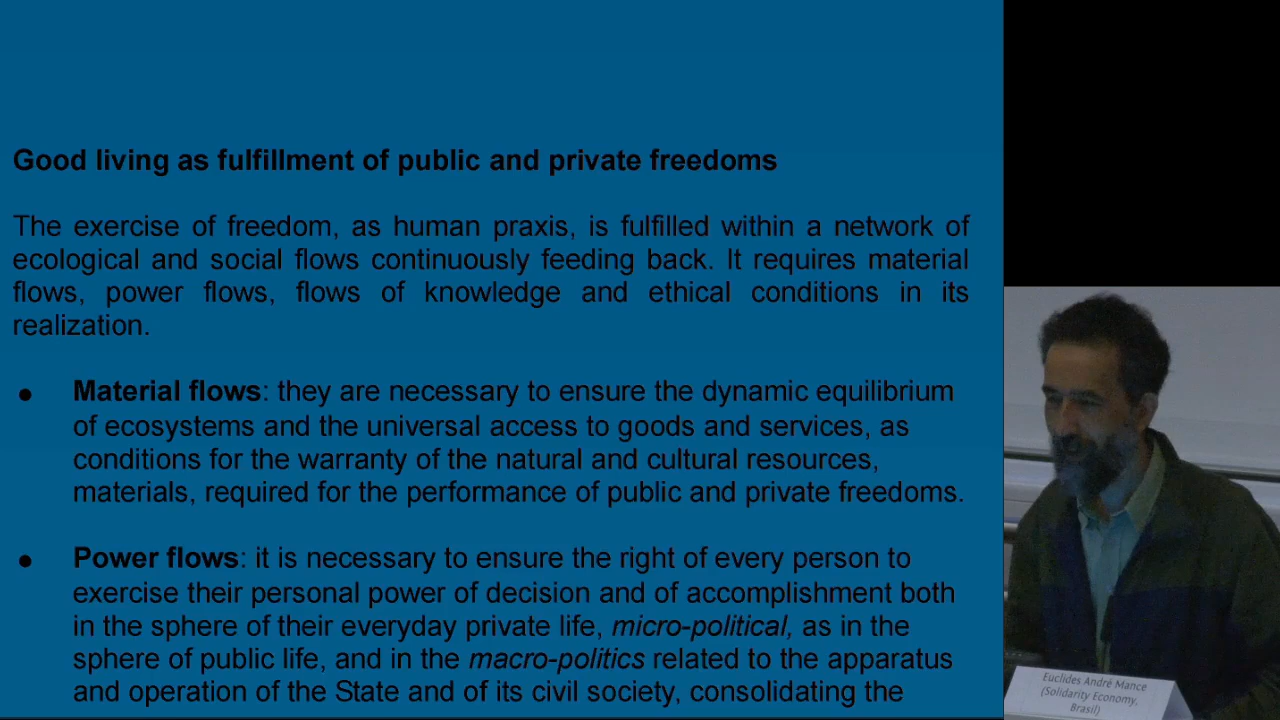 Good living as fulfillment of public and private freedoms
The exercise of freedom, as human praxis, is fulfilled within a network of
ecological and social flows continuously feeding back. It requires material
flows, power flows, flows of knowledge and ethical conditions in its
realization.
● Material flows: they are necessary to ensure the dynamic equilibrium
of ecosystems and the universal access to goods and services, as
conditions for the warranty of the natural and cultural resources,
materials, required for the performance of public and private freedoms.
● Power flows: it is necessary to ensure the right of every person to
exercise their personal power of decision and of accomplishment both
in the sphere of their everyday private life, micro-political, as in the
sphere of public life, and in the macro-politics related to the apparatus
and operation of the State and of its civil society, consolidating the
Euclides André Mance
(Solidarity Economy,
Brasil)